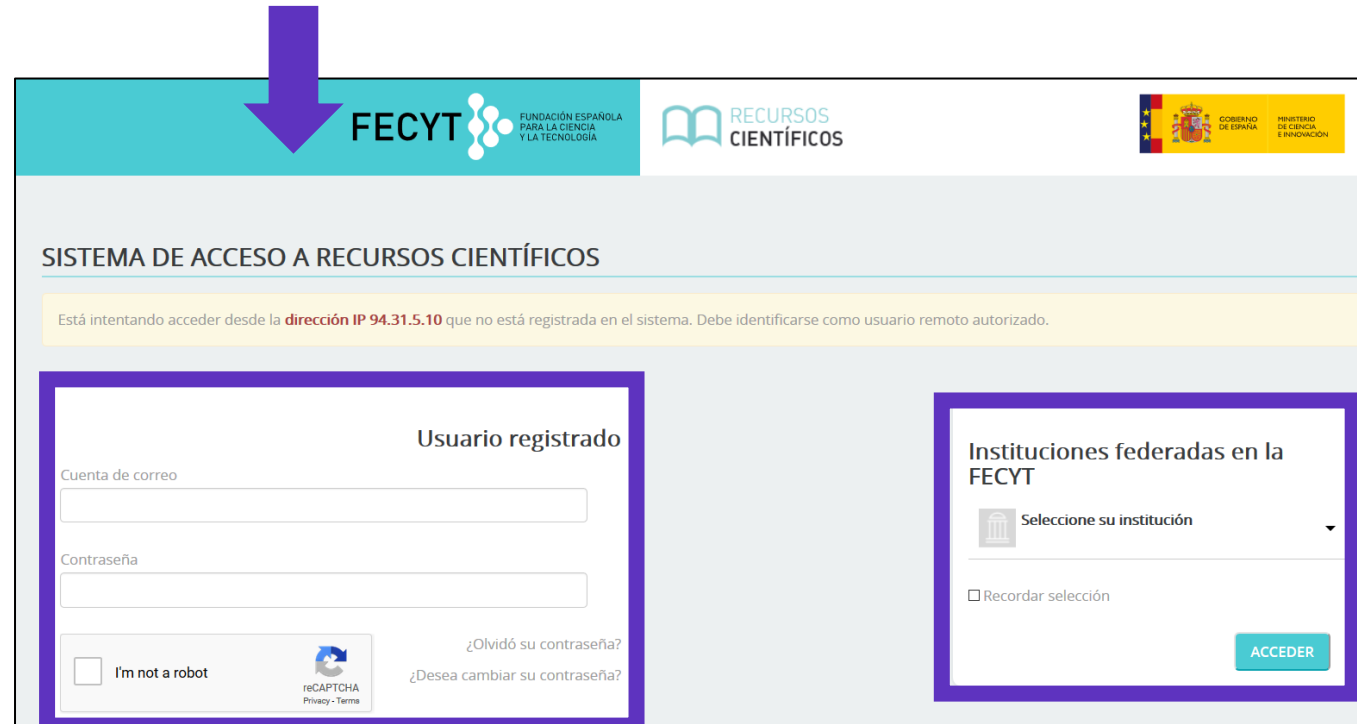 FECYT
FUNDACIÓN ESPAÑOLA
PARA LA CIENCIA
Y LA TECNOLOGÍA
RECURSOS
CIENTÍFICOS
GOBIERNO
DE ESPAÑA
MINISTERIO
DE CIENCIA
E INNOVACIÓN
SISTEMA DE ACCESO A RECURSOS CIENTÍFICOS
Está intentando acceder desde la dirección IP 94.31.5.10 que no está registrada en el sistema. Debe identificarse como usuario remoto autorizado.
Usuario registrado
Cuenta de correo
Contraseña
I'm not a robot
reCAPTCHA
Privacy - Terms
¿Olvidó su contraseña?
¿Desea cambiar su contraseña?
Instituciones federadas en la
FECYT
Seleccione su institución
Recordar selección
ACCEDER